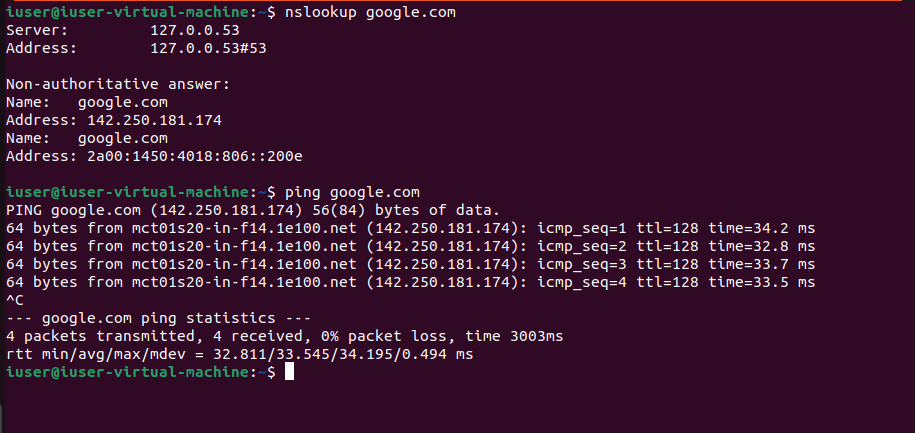 iuser@iuser-virtual-machine:~$ nslookup google.com
Server:         127.0.0.53
Address:        127.0.0.53#53
Non-authoritative answer:
Name:   google.com
Address: 142.250.181.174
Name:   google.com
Address: 2a00:1450:4018:806::200e
iuser@iuser-virtual-machine:~$ ping google.com
PING google.com (142.250.181.174) 56(84) bytes of data.
64 bytes from mct01s20-in-f14.1e100.net (142.250.181.174): icmp_seq=1 ttl=128 time=34.2 ms
64 bytes from mct01s20-in-f14.1e100.net (142.250.181.174): icmp_seq=2 ttl=128 time=32.8 ms
64 bytes from mct01s20-in-f14.1e100.net (142.250.181.174): icmp_seq=3 ttl=128 time=33.7 ms
64 bytes from mct01s20-in-f14.1e100.net (142.250.181.174): icmp_seq=4 ttl=128 time=33.5 ms
^C
--- google.com ping statistics ---
4 packets transmitted, 4 received, 0% packet loss, time 3003ms
rtt min/avg/max/mdev = 32.811/33.545/34.195/0.494 ms
iuser@iuser-virtual-machine:~$